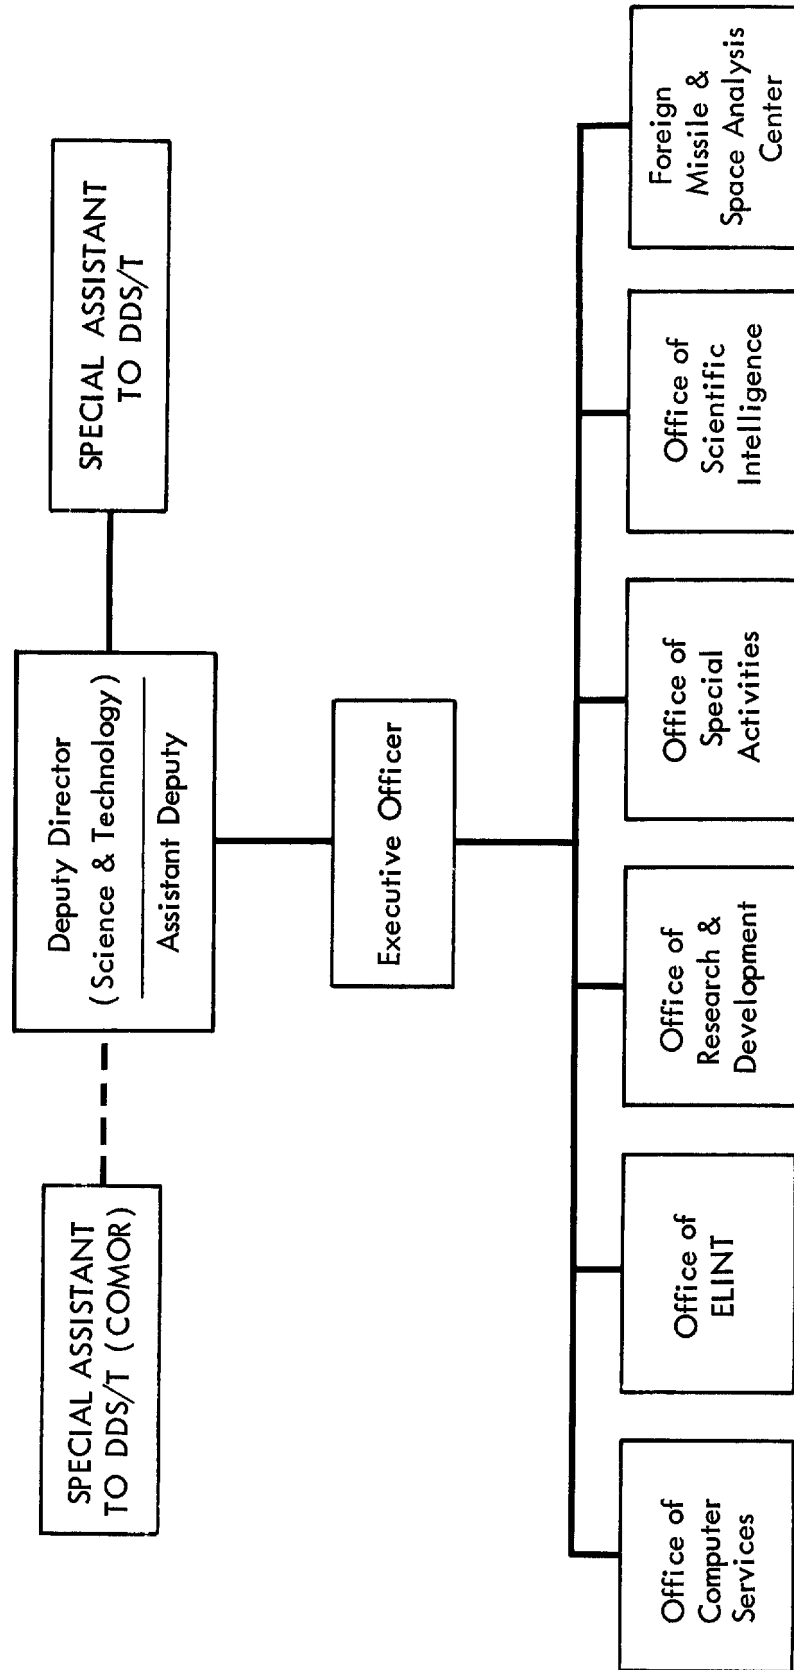 SPECIAL ASSISTANT
TO DDS/T (COMOR)
Deputy Director
(Science & Technology)
Assistant Deputy
SPECIAL ASSISTANT
TO DDS/T
Executive Officer
Office of
Computer
Services
Office of
ELINT
Office of
Research &
Development
Office of
Special
Activities
Office of
Scientific
Intelligence
Foreign
Missile &
Space Analysis
Center